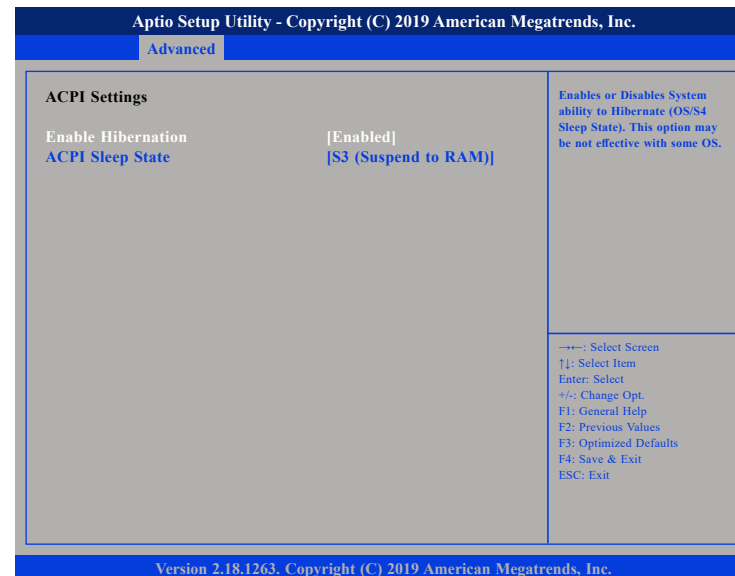 Aptio Setup Utility - Copyright (C) 2019 American Megatrends, Inc.
Advanced
ACPI Settings
Enable Hibernation [Enabled]
ACPI Sleep State [S3 (Suspend to RAM)]
Enables or Disables System
ability to Hibernate (OS/S4
Sleep State). This option may
be not effective with some OS.
→←: Select Screen
↑↓: Select Item
Enter: Select
+/-: Change Opt.
F1: General Help
F2: Previous Values
F3: Optimized Defaults
F4: Save & Exit
ESC: Exit
Version 2.18.1263. Copyright (C) 2019 American Megatrends, Inc.